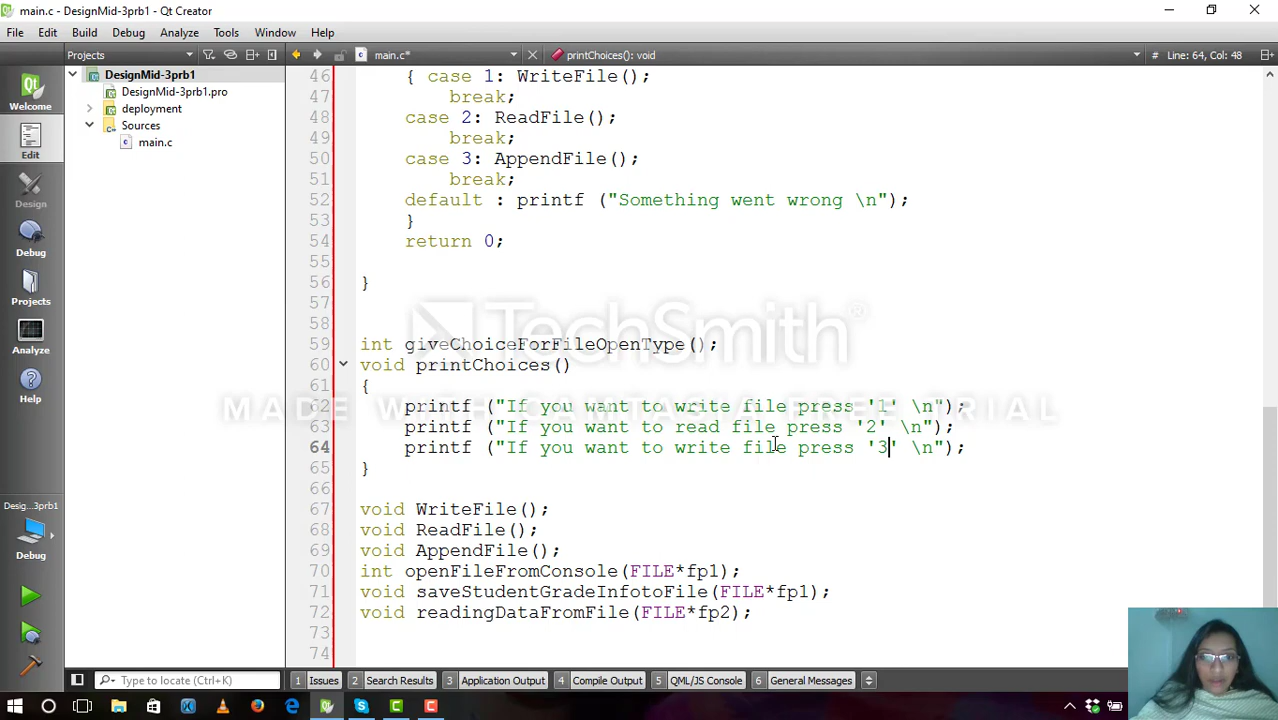 main.c - DesignMid-3prb1 - Qt Creator
File Edit Build Debug Analyze Tools Window Help
Projects
main.c*
printChoices(): void
# Line: 64, Col: 48
Welcome
Edit
Design
Debug
Projects
Analyze
Help
Desig...3prb1
Debug
DesignMid-3prb1
DesignMid-3prb1.pro
deployment
Sources
main.c
46 { case 1: WriteFile();
47 break;
48 case 2: ReadFile();
49 break;
50 case 3: AppendFile();
51 break;
52 default : printf ("Something went wrong \n");
53 }
54 return 0;
55
56 }
57
58
59 int giveChoiceForFileOpenType();
60 void printChoices()
61 {
62 printf ("If you want to write file press '1' \n");
63 printf ("If you want to read file press '2' \n");
64 printf ("If you want to write file press '3' \n");
65 }
66
67 void WriteFile();
68 void ReadFile();
69 void AppendFile();
70 int openFileFromConsole(FILE*fp1);
71 void saveStudentGradeInfotoFile(FILE*fp1);
72 void readingDataFromFile(FILE*fp2);
73
74
TechSmith
MADE WITH CAMTASIA FREE TRIAL
Type to locate (Ctrl+K)
1 Issues 2 Search Results 3 Application Output 4 Compile Output 5 QML/JS Console 6 General Messages